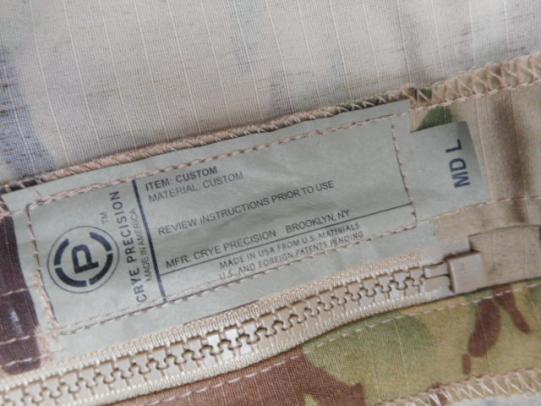 P
TM
CRYE PRECISION
MADE IN AMERICA
ITEM: CUSTOM
MATERIAL: CUSTOM
REVIEW INSTRUCTIONS PRIOR TO USE
MFR. CRYE PRECISION BROOKLYN, NY
MADE IN USA FROM U.S. MATERIALS
U.S. AND FOREIGN PATENTS PENDING
MD L